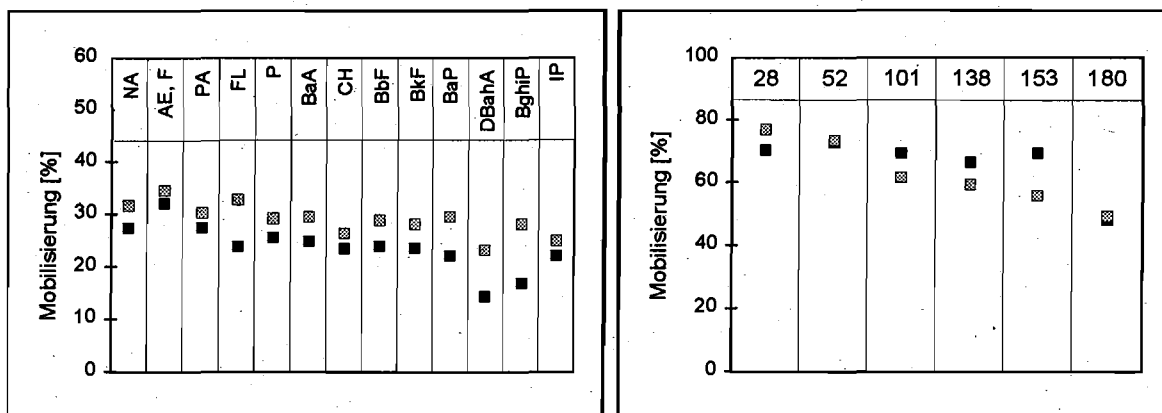 60
50
40
30
20
10
0
Mobilisierung [%]
NA
AE, F
PA
FL
P
BaA
CH
BbF
BkF
BaP
DBahA
BghiP
IP
100
80
60
40
20
0
Mobilisierung [%]
28 52 101 138 153 180